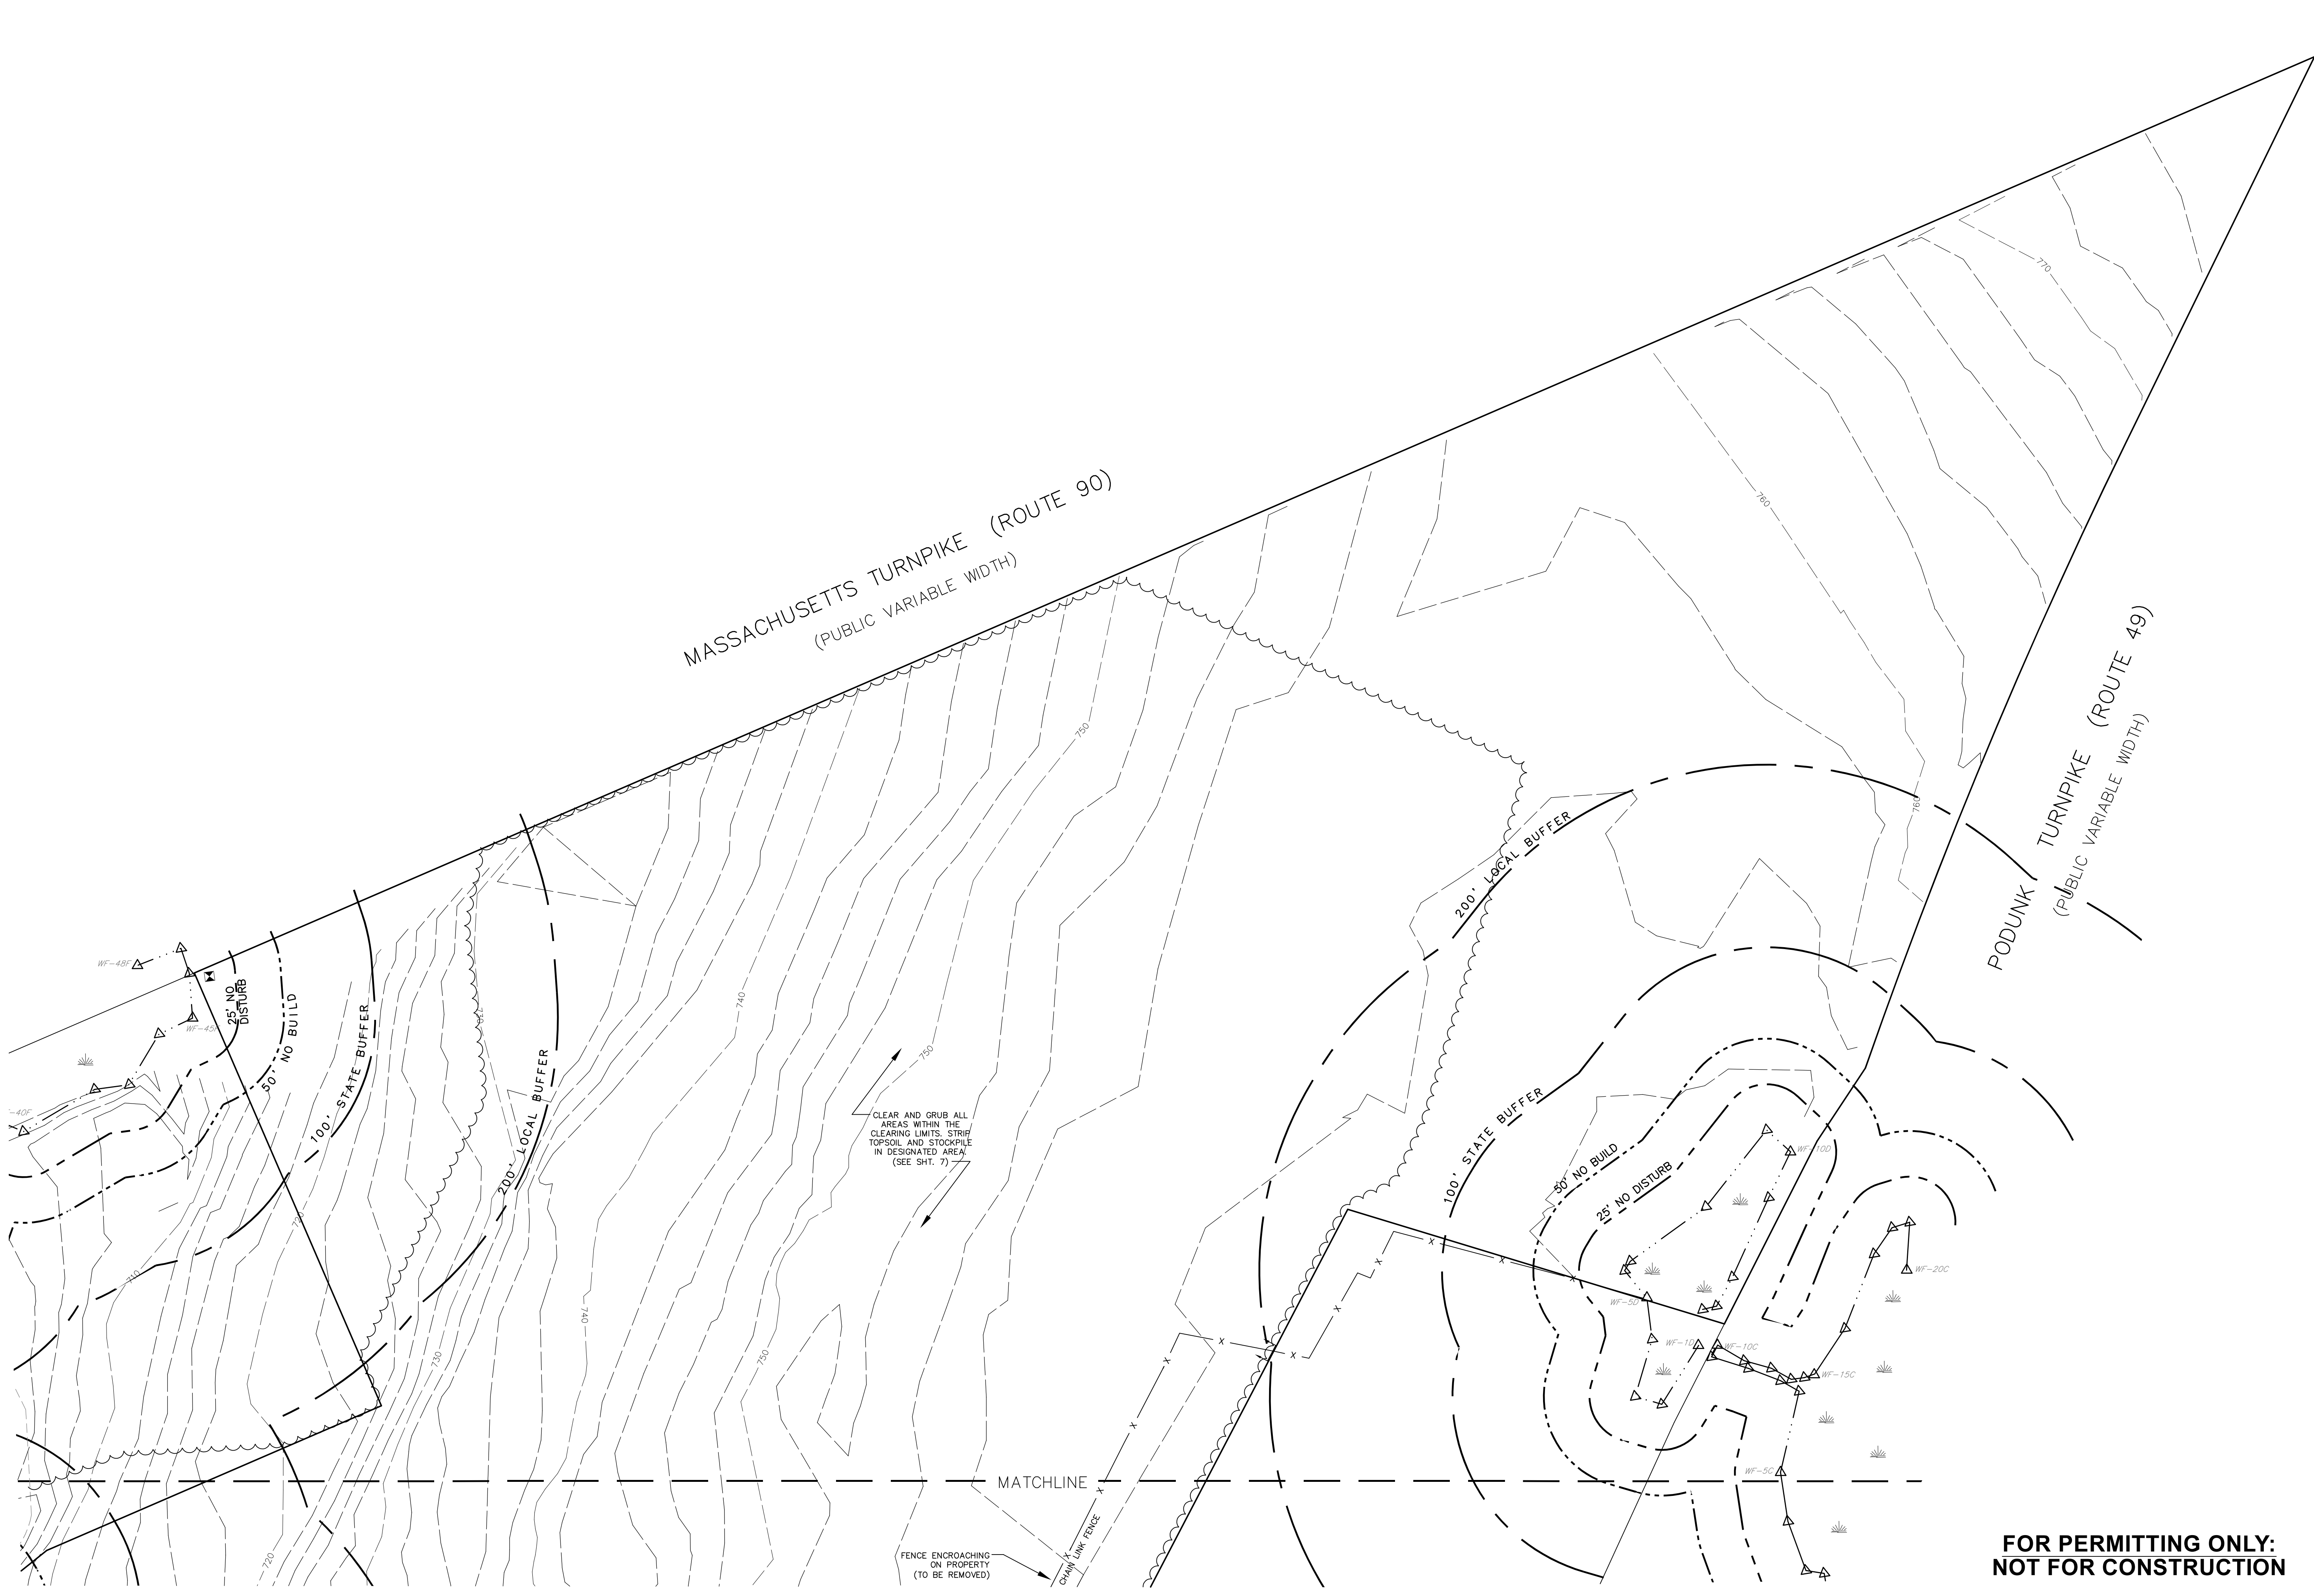 770
760
MASSACHUSETTS TURNPIKE (ROUTE 90)
(PUBLIC VARIABLE WIDTH)
PODUNK TURNPIKE (ROUTE 49)
(PUBLIC VARIABLE WIDTH)
750
760
200' LOCAL BUFFER
WF-48F
25' NO
DISTURB
50' NO BUILD
100' STATE BUFFER
740
WF-45F
750
200' LOCAL BUFFER
-40F
CLEAR AND GRUB ALL
AREAS WITHIN THE
CLEARING LIMITS. STRIP
TOPSOIL AND STOCKPILE
IN DESIGNATED AREA.
(SEE SHT. 7)
100' STATE BUFFER
50' NO BUILD
25' NO DISTURB
WF-10D
710
WF-20C
WF-5D
740
730
750
WF-1D
WF-10C
WF-15C
WF-5C
MATCHLINE
720
CHAIN LINK FENCE
FENCE ENCROACHING
ON PROPERTY
(TO BE REMOVED)
FOR PERMITTING ONLY:
NOT FOR CONSTRUCTION